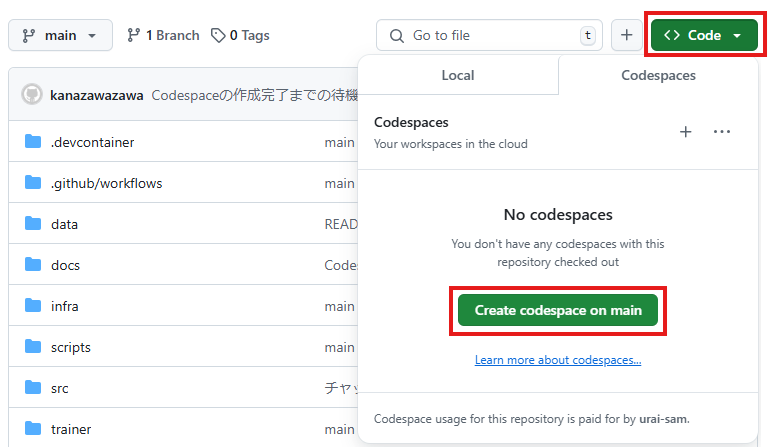 main
1 Branch
0 Tags
Go to file
t
Code
kanazawazawa Codespaceの作成完了までの待機
.devcontainer main
.github/workflows main
data READ
docs Codes
infra main
scripts main
src チャッ
trainer main
Local
Codespaces
Codespaces
Your workspaces in the cloud
No codespaces
You don't have any codespaces with this
repository checked out
Create codespace on main
Learn more about codespaces...
Codespace usage for this repository is paid for by urai-sam.